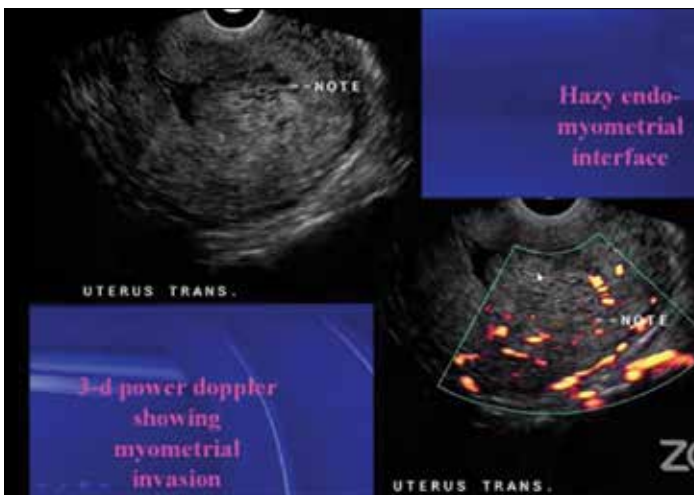 --NOTE
Hazy endo-
myometrial
interface
UTERUS TRANS.
--NOTE
3-d power doppler
showing
myometrial
invasion
UTERUS TRANS.